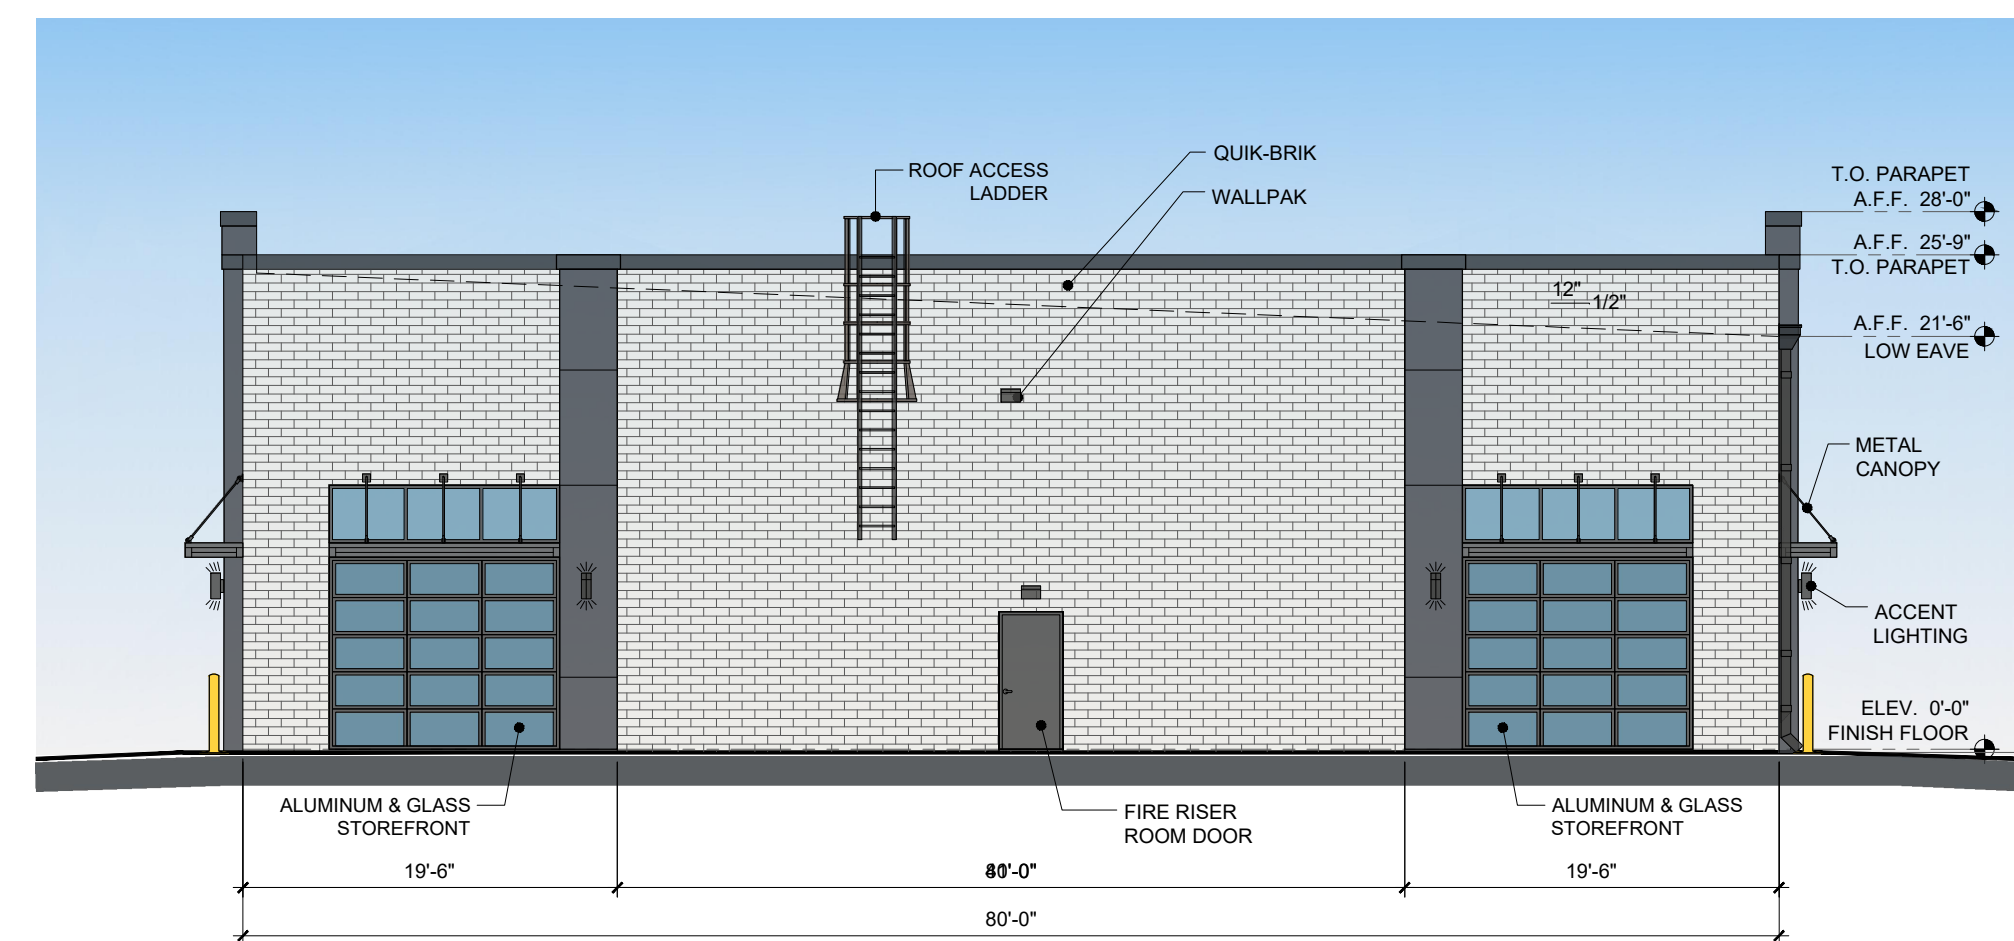 QUIK-BRIK
ROOF ACCESS
LADDER
WALLPAK
T.O. PARAPET
A.F.F. 28'-0"
A.F.F. 25'-9"
T.O. PARAPET
12"
1/2"
A.F.F. 21'-6"
LOW EAVE
METAL
CANOPY
ACCENT
LIGHTING
ELEV. 0'-0"
FINISH FLOOR
ALUMINUM & GLASS
STOREFRONT
FIRE RISER
ROOM DOOR
ALUMINUM & GLASS
STOREFRONT
19'-6"
19'-6"
80'-0"